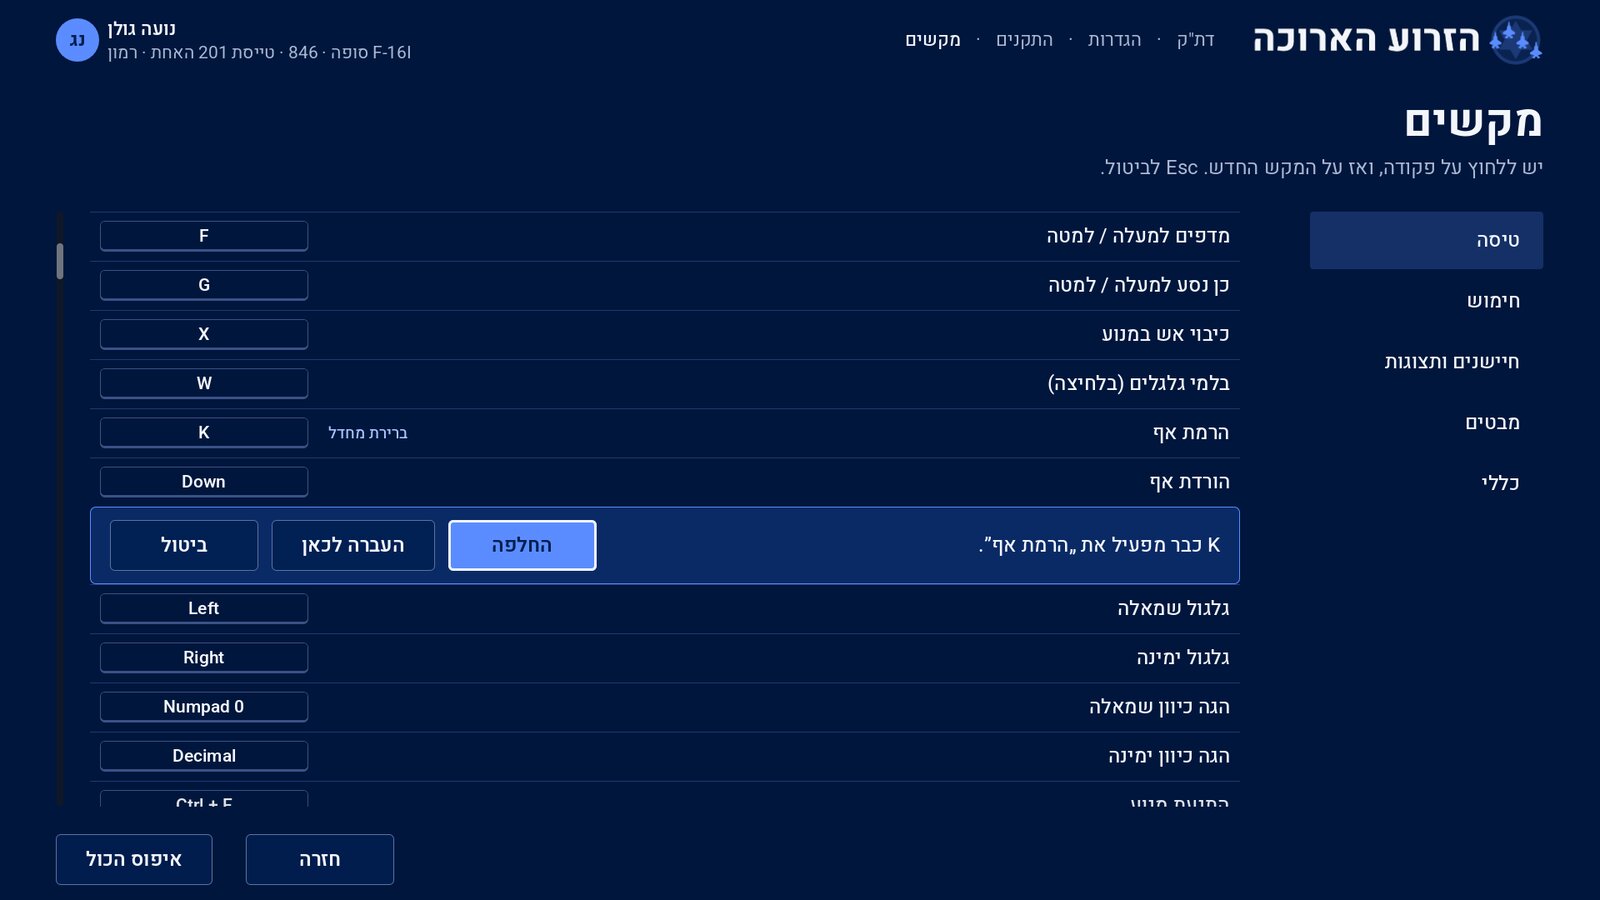 הזרוע הארוכה
דת"ק · הגדרות · התקנים · מקשים
נועה גולן
F-16I סופה · 846 · טייסת 201 האחת · רמון
נג
מקשים
יש ללחוץ על פקודה, ואז על המקש החדש. Esc לביטול.
טיסה
חימוש
חיישנים ותצוגות
מבטים
כללי
מדפים למעלה / למטה F
כן נסע למעלה / למטה G
כיבוי אש במנוע X
בלמי גלגלים (בלחיצה) W
הרמת אף ברירת מחדל K
הורדת אף Down
K כבר מפעיל את „הרמת אף”. החלפה העברה לכאן ביטול
גלגול שמאלה Left
גלגול ימינה Right
הגה כיוון שמאלה Numpad 0
הגה כיוון ימינה Decimal
התנעת מנוע Ctrl +
חזרה איפוס הכול